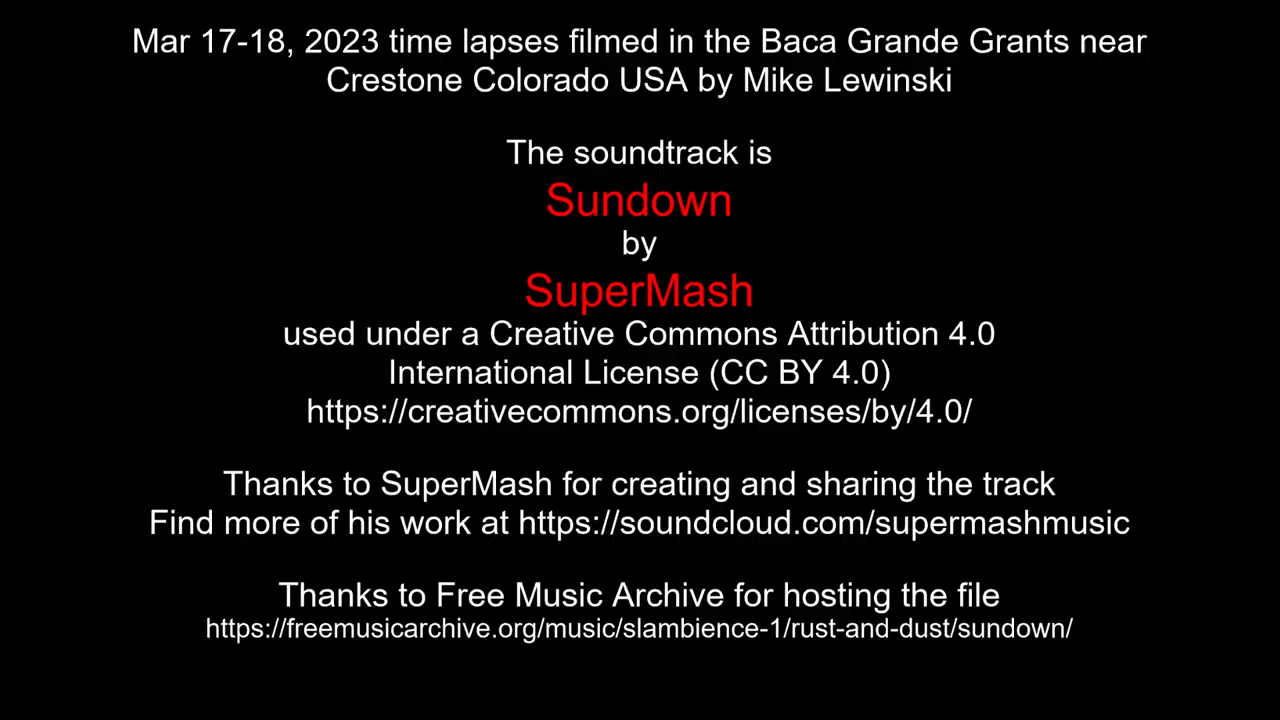 Mar 17-18, 2023 time lapses filmed in the Baca Grande Grants near
Crestone Colorado USA by Mike Lewinski
The soundtrack is
Sundown
by
SuperMash
used under a Creative Commons Attribution 4.0
International License (CC BY 4.0)
https://creativecommons.org/licenses/by/4.0/
Thanks to SuperMash for creating and sharing the track
Find more of his work at https://soundcloud.com/supermashmusic
Thanks to Free Music Archive for hosting the file
https://freemusicarchive.org/music/slambience-1/rust-and-dust/sundown/